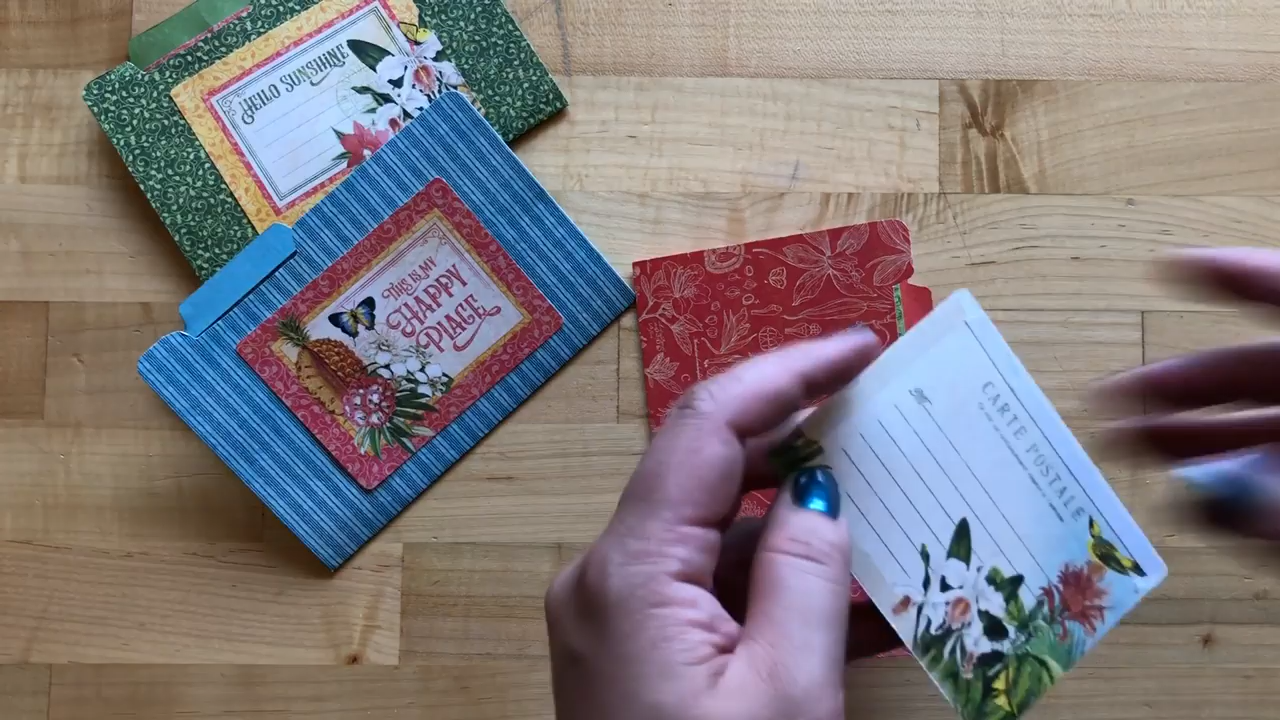 HELLO SUNSHINE
THIS IS MY
HAPPY
PLACE
CARTE POSTALE